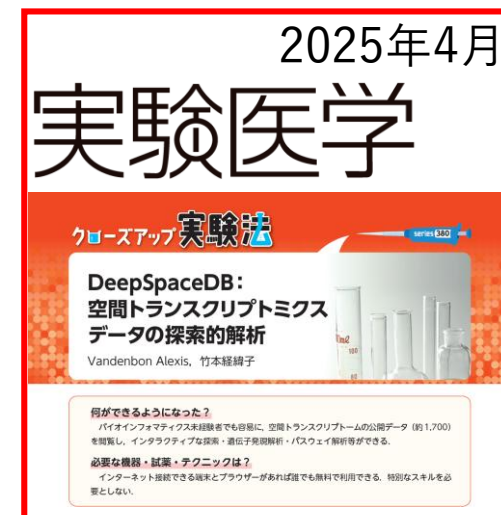 2025年4月
実験医学
クローズアップ実験法
series 380
DeepSpaceDB：
空間トランスクリプトミクス
データの探索的解析
Vandenbon Alexis，竹本経緯子
何ができるようになった？
バイオインフォマティクス未経験者でも容易に，空間トランスクリプトームの公開データ（約1,700）
を閲覧し，インタラクティブな探索・遺伝子発現解析・パスウェイ解析等ができる．
必要な機器・試薬・テクニックは？
インターネット接続できる端末とブラウザーがあれば誰でも無料で利用できる．特別なスキルを必
要としない．